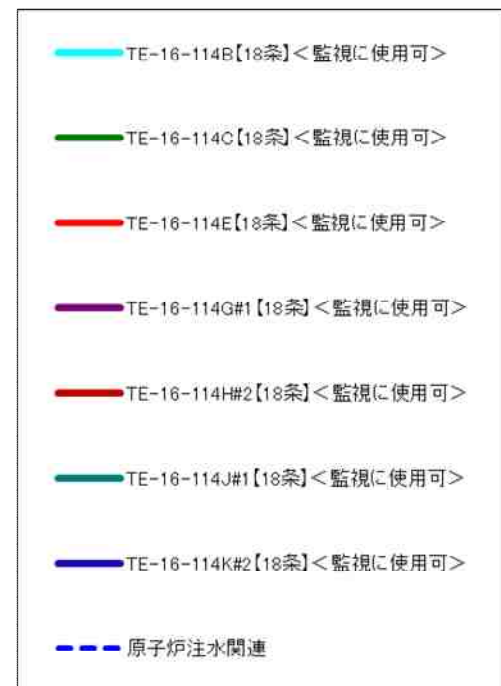 TE-16-114B【18条】＜監視に使用可＞
TE-16-114C【18条】＜監視に使用可＞
TE-16-114E【18条】＜監視に使用可＞
TE-16-114G#1【18条】＜監視に使用可＞
TE-16-114H#2【18条】＜監視に使用可＞
TE-16-114J#1【18条】＜監視に使用可＞
TE-16-114K#2【18条】＜監視に使用可＞
原子炉注水関連